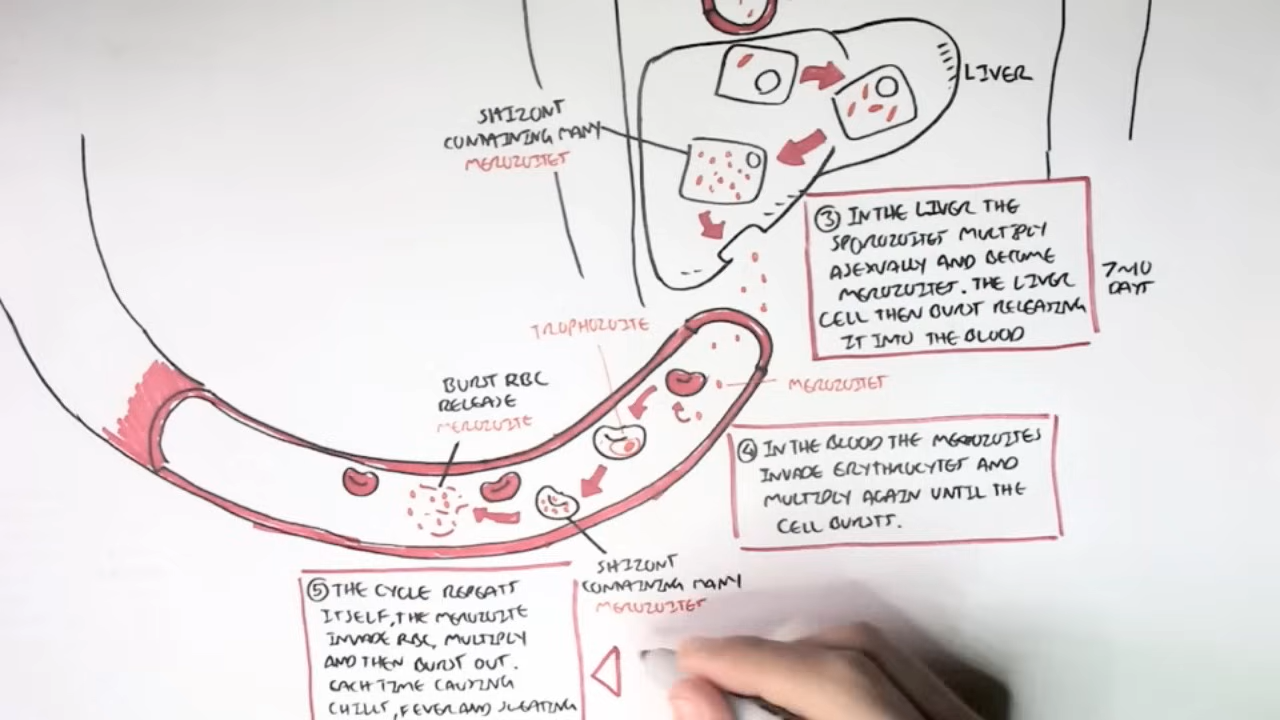 LIVER
SHIZONT
CONTAINING MANY
MEROZOITES
③ IN THE LIVER THE
SPOROZOITES MULTIPLY
ASEXUALLY AND BECOME
MEROZOITES. THE LIVER
CELL THEN BURST RELEASING
IT INTO THE BLOOD
7-10
DAYS
TROPHOZOITE
BURST RBC
RELEASE
MEROZOITE
MEROZOITES
④ IN THE BLOOD THE MEROZOITES
INVADE ERYTHROCYTES AND
MULTIPLY AGAIN UNTIL THE
CELL BURSTS.
SHIZONT
CONTAINING MANY
MEROZOITES
⑤ THE CYCLE REPEATS
ITSELF, THE MEROZOITE
INVADE RBC, MULTIPLY
AND THEN BURST OUT.
EACH TIME CAUSING
CHILLS, FEVER AND SWEATING